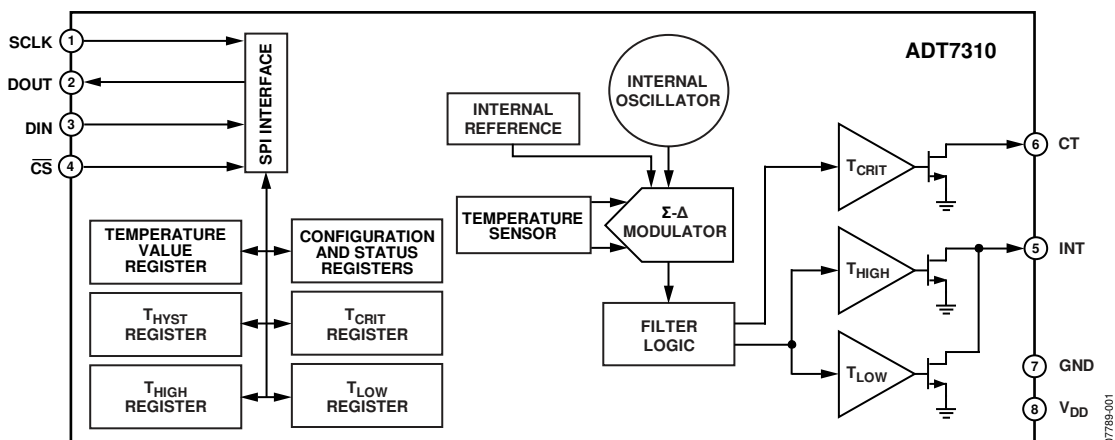 ADT7310
SCLK 1
DOUT 2
DIN 3
CS 4
SPI INTERFACE
TEMPERATURE
VALUE
REGISTER
CONFIGURATION
AND STATUS
REGISTERS
THYST
REGISTER
TCRIT
REGISTER
THIGH
REGISTER
TLOW
REGISTER
INTERNAL
REFERENCE
INTERNAL
OSCILLATOR
TEMPERATURE
SENSOR
Σ-Δ
MODULATOR
FILTER
LOGIC
TCRIT
THIGH
TLOW
6 CT
5 INT
7 GND
8 VDD
07789-001